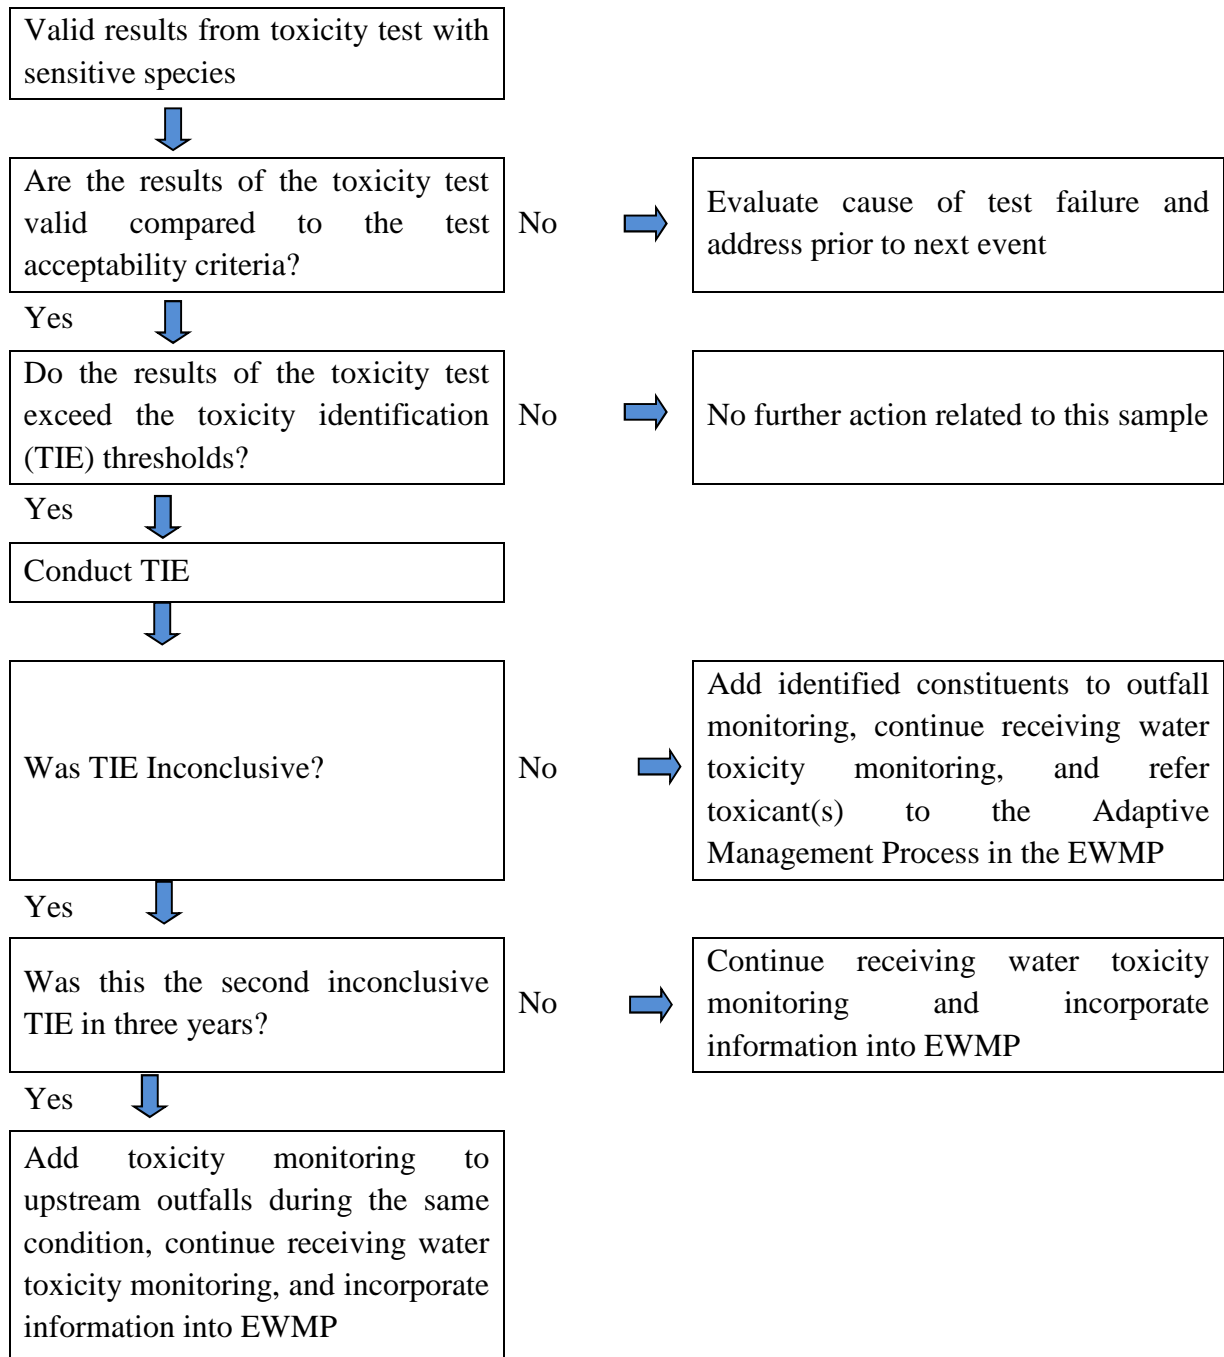 Valid results from toxicity test with
sensitive species
Are the results of the toxicity test
valid compared to the test
acceptability criteria?
No
Evaluate cause of test failure and
address prior to next event
Yes
Do the results of the toxicity test
exceed the toxicity identification
(TIE) thresholds?
No
No further action related to this sample
Yes
Conduct TIE
Was TIE Inconclusive?
No
Add identified constituents to outfall
monitoring, continue receiving water
toxicity monitoring, and refer
toxicant(s) to the Adaptive
Management Process in the EWMP
Yes
Was this the second inconclusive
TIE in three years?
No
Continue receiving water toxicity
monitoring and incorporate
information into EWMP
Yes
Add toxicity monitoring to
upstream outfalls during the same
condition, continue receiving water
toxicity monitoring, and incorporate
information into EWMP